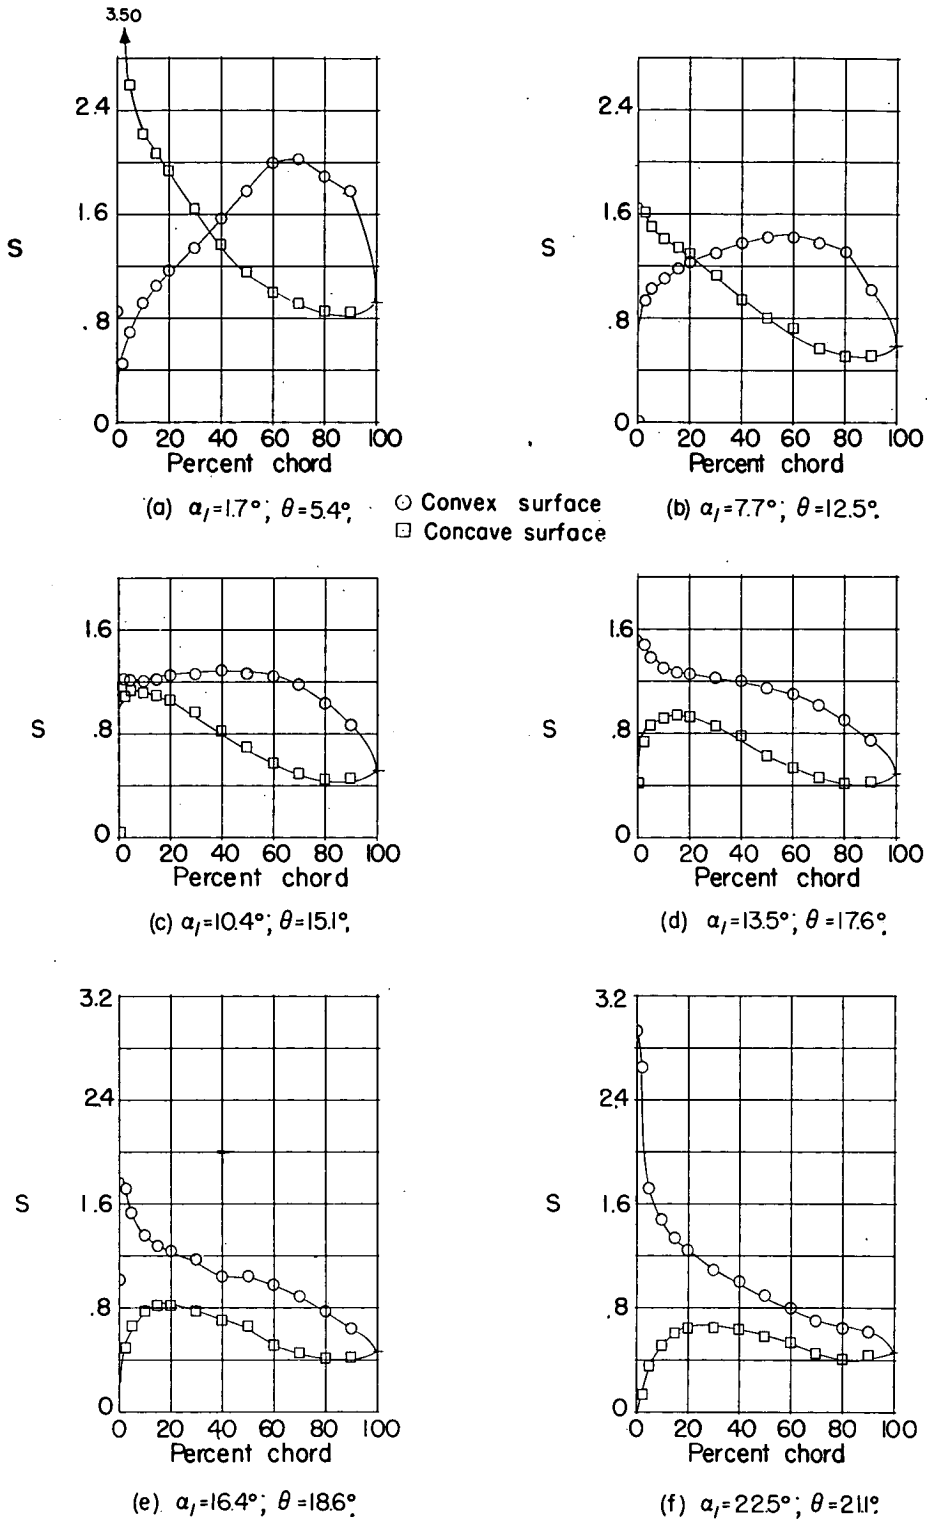 3.50
2.4
1.6
S
.8
0
0 20 40 60 80 100
Percent chord
(a) α₁=1.7°; θ=5.4°.
2.4
1.6
S
.8
0
0 20 40 60 80 100
Percent chord
(b) α₁=7.7°; θ=12.5°.
Convex surface
Concave surface
1.6
S
.8
0
0 20 40 60 80 100
Percent chord
(c) α₁=10.4°; θ=15.1°.
1.6
S
.8
0
0 20 40 60 80 100
Percent chord
(d) α₁=13.5°; θ=17.6°.
3.2
2.4
S 1.6
.8
0
0 20 40 60 80 100
Percent chord
(e) α₁=16.4°; θ=18.6°.
3.2
2.4
S 1.6
.8
0
0 20 40 60 80 100
Percent chord
(f) α₁=22.5°; θ=21.1°.